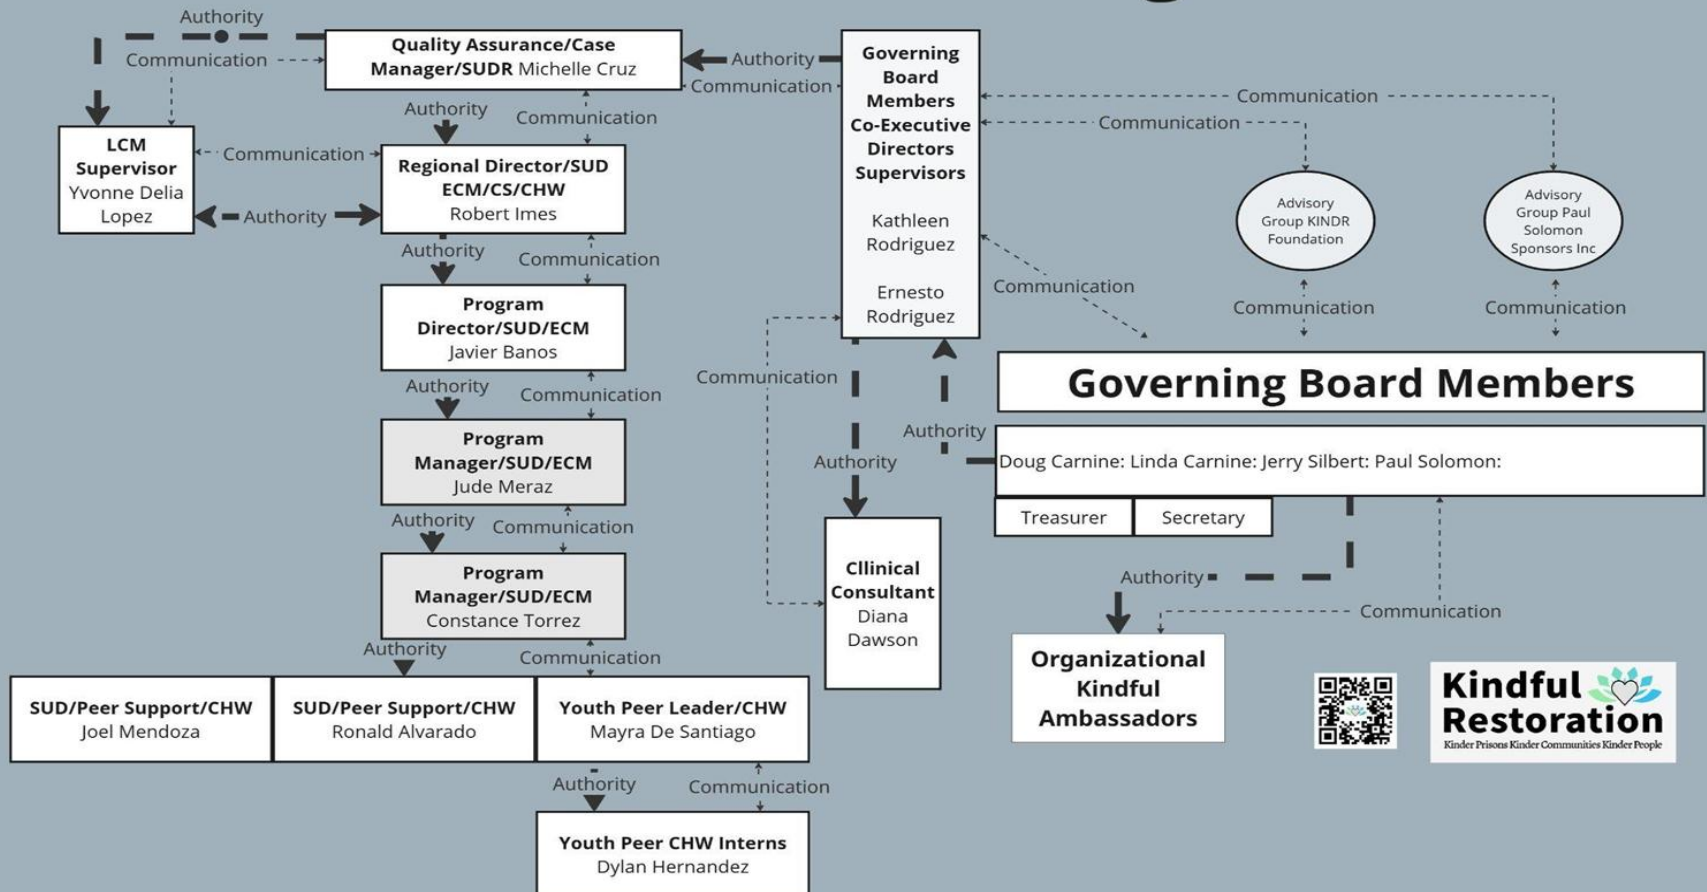 Authority
Communication
Quality Assurance/Case
Manager/SUDR Michelle Cruz
Authority
Communication
Governing
Board
Members
Co-Executive
Directors
Supervisors
Kathleen
Rodriguez
Ernesto
Rodriguez
Communication
Communication
Authority
Communication
LCM
Supervisor
Yvonne Delia
Lopez
Communication
Authority
Regional Director/SUD
ECM/CS/CHW
Robert Imes
Advisory
Group KINDR
Foundation
Advisory
Group Paul
Solomon
Sponsors Inc
Authority
Communication
Communication
Communication
Communication
Program
Director/SUD/ECM
Javier Banos
Authority
Communication
Communication
Governing Board Members
Program
Manager/SUD/ECM
Jude Meraz
Authority
Authority
Doug Carnine: Linda Carnine: Jerry Silbert: Paul Solomon:
Treasurer
Secretary
Authority
Communication
Program
Manager/SUD/ECM
Constance Torrez
Cllinical
Consultant
Diana
Dawson
Authority
Communication
Organizational
Kindful
Ambassadors
Authority
Communication
SUD/Peer Support/CHW
Joel Mendoza
SUD/Peer Support/CHW
Ronald Alvarado
Youth Peer Leader/CHW
Mayra De Santiago
Kindful
Restoration
Kinder Prisons Kinder Communities Kinder People
Authority
Communication
Youth Peer CHW Interns
Dylan Hernandez